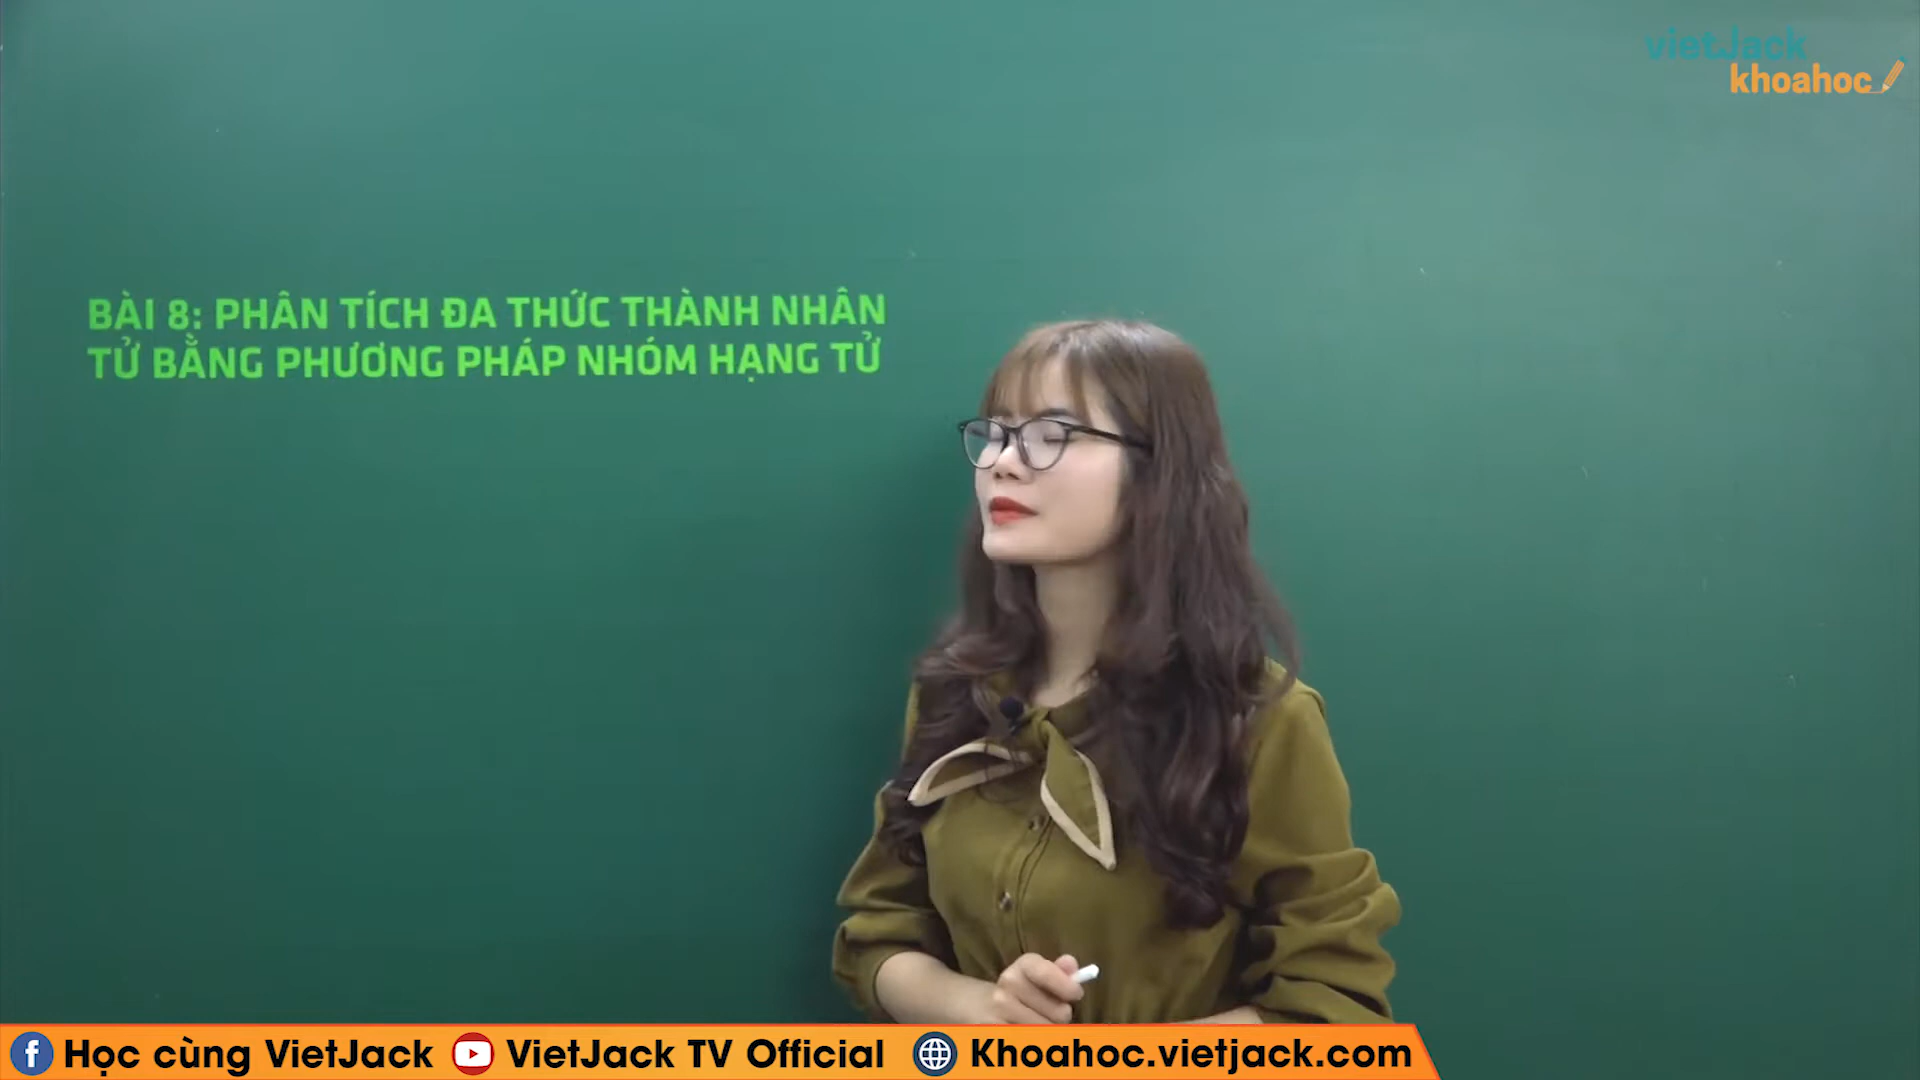 vietJack
khoahoc
BÀI 8: PHÂN TÍCH ĐA THỨC THÀNH NHÂN
TỬ BẰNG PHƯƠNG PHÁP NHÓM HẠNG TỬ
Học cùng VietJack VietJack TV Official Khoahoc.vietjack.com